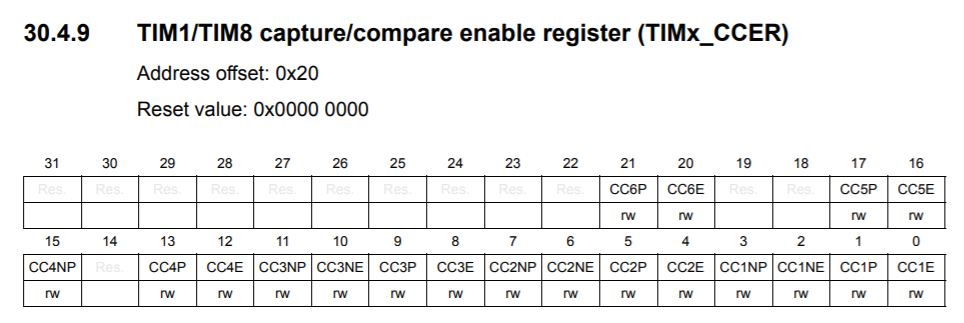 30.4.9 TIM1/TIM8 capture/compare enable register (TIMx_CCER)
Address offset: 0x20
Reset value: 0x0000 0000
31 30 29 28 27 26 25 24 23 22 21 20 19 18 17 16
Res. Res. Res. Res. Res. Res. Res. Res. Res. Res. CC6P CC6E Res. Res. CC5P CC5E
rw rw rw rw
15 14 13 12 11 10 9 8 7 6 5 4 3 2 1 0
CC4NP Res. CC4P CC4E CC3NP CC3NE CC3P CC3E CC2NP CC2NE CC2P CC2E CC1NP CC1NE CC1P CC1E
rw rw rw rw rw rw rw rw rw rw rw rw rw rw rw